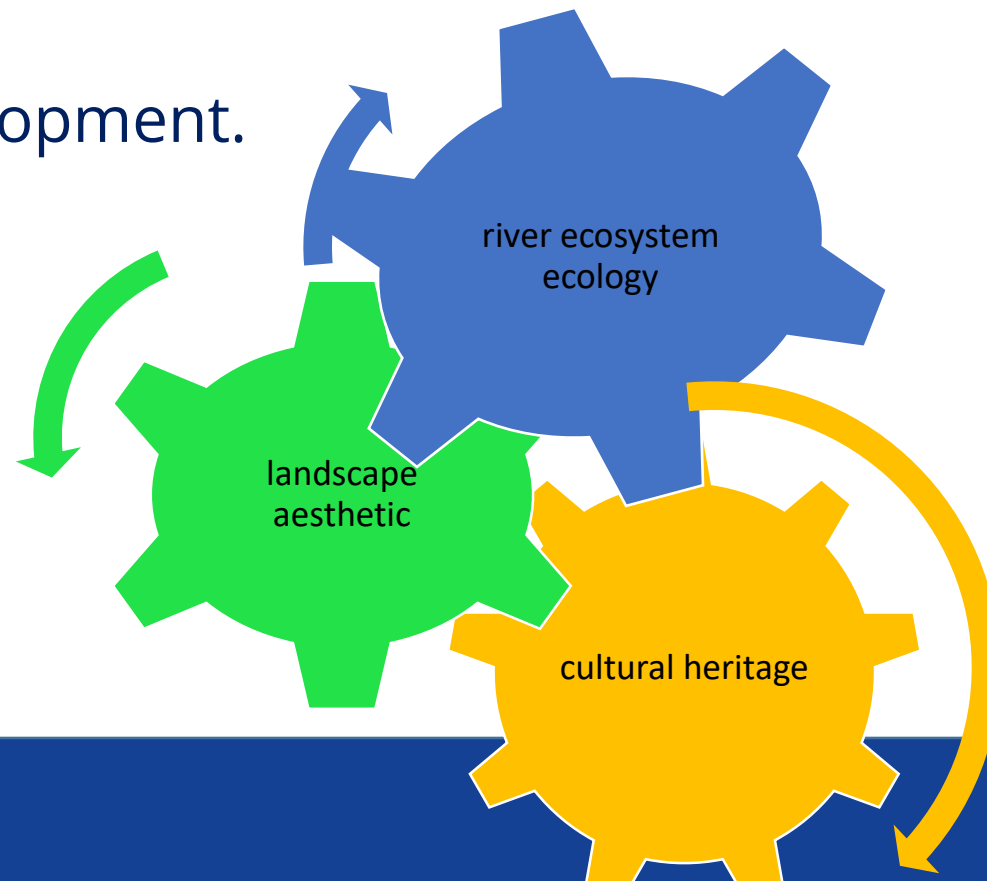 opment.
river ecosystem
ecology
landscape
aesthetic
cultural heritage